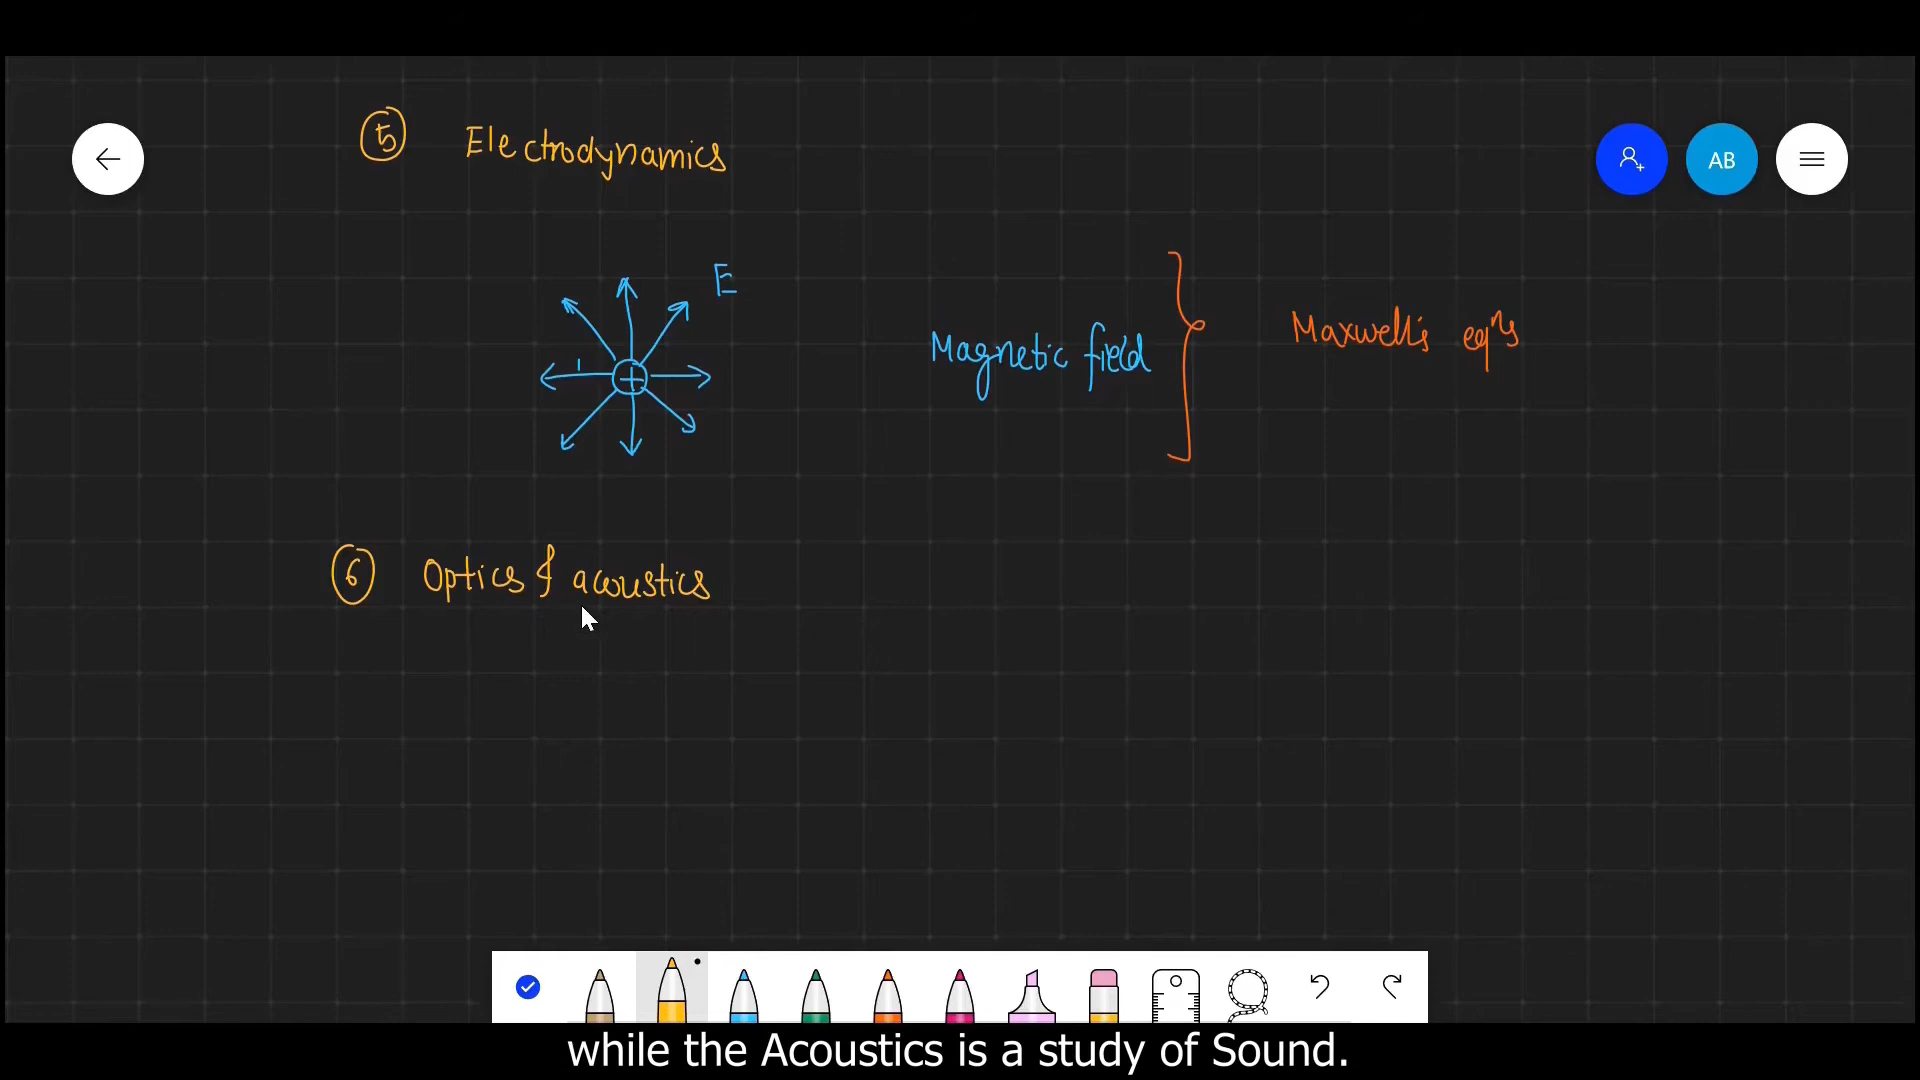 ⑤ Electrodynamics
AB
E
Magnetic field
Maxwell's eqⁿs
+
⑥ Optics & acoustics
while the Acoustics is a study of Sound.